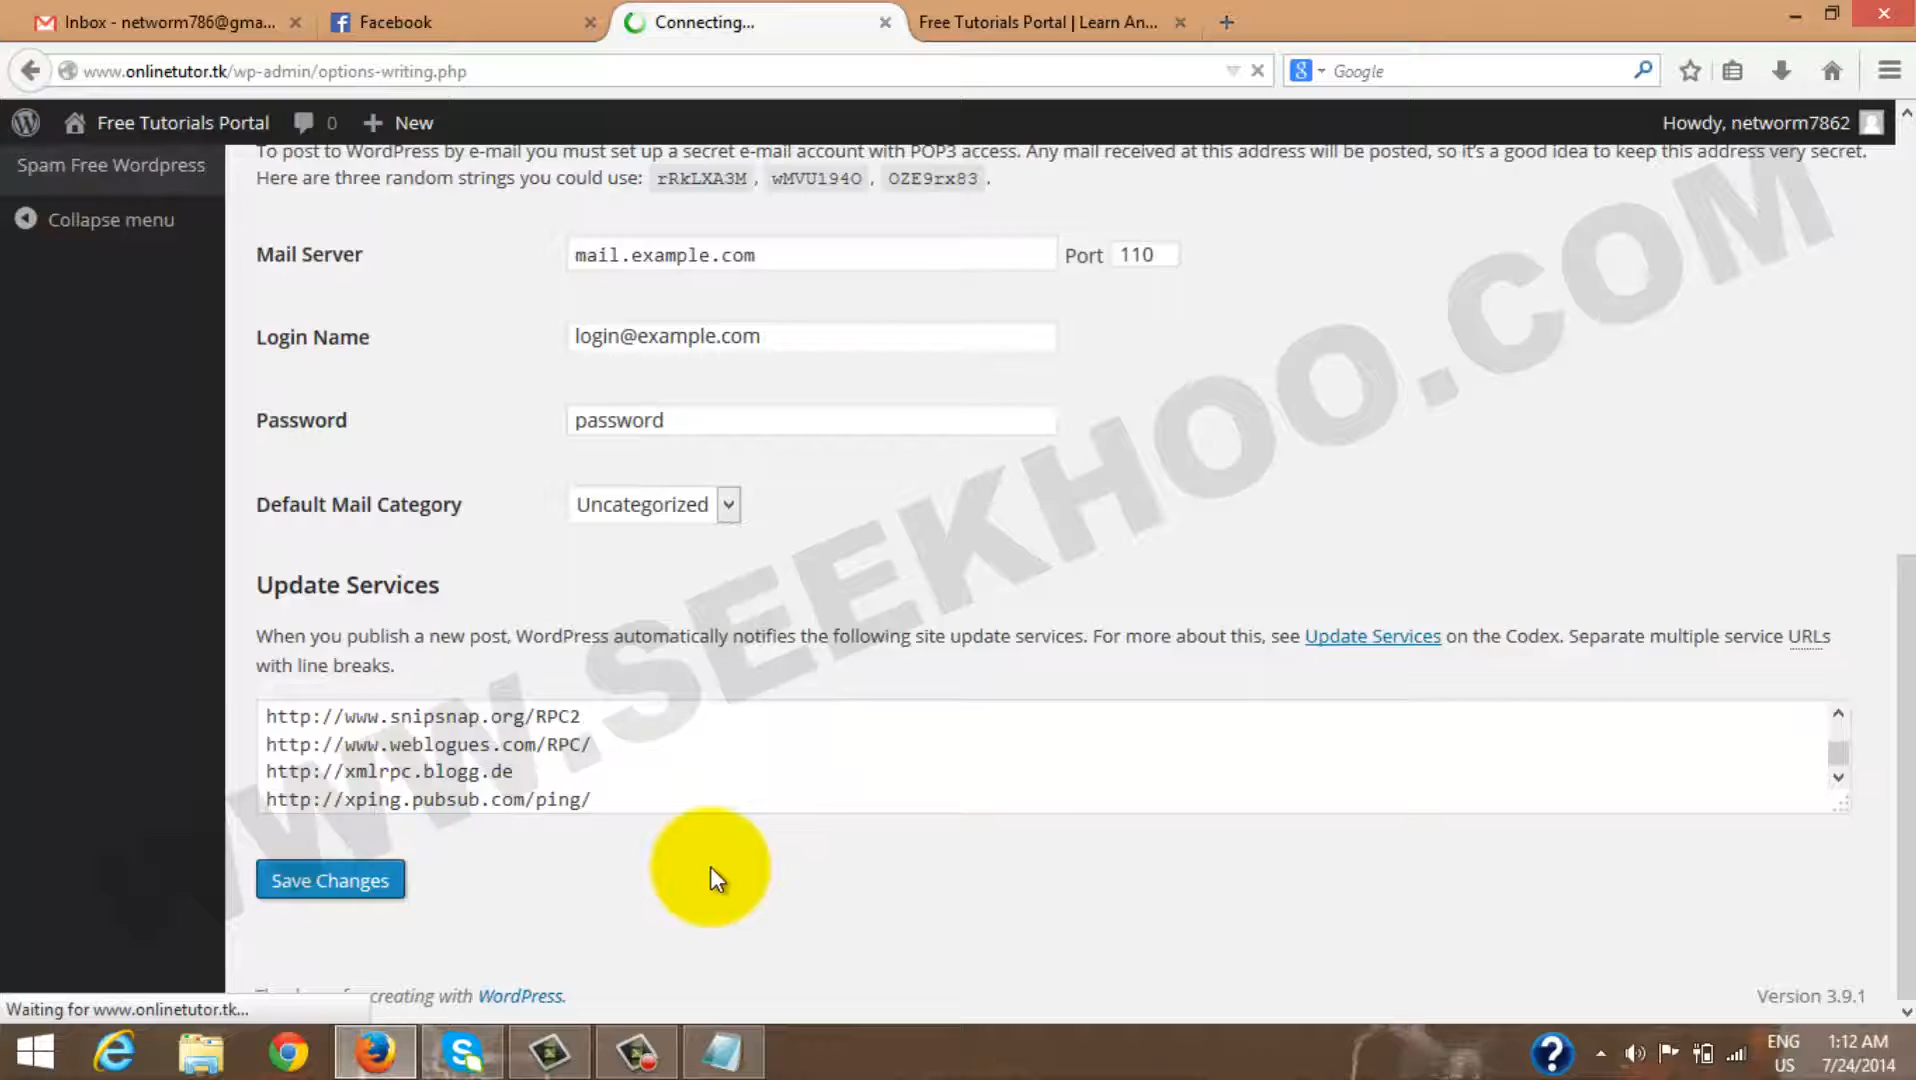 Inbox - networm786@gma...
Facebook
Connecting...
Free Tutorials Portal | Learn An...
www.onlinetutor.tk/wp-admin/options-writing.php
Google
Free Tutorials Portal
0
New
Howdy, networm7862
Spam Free Wordpress
Collapse menu
To post to WordPress by e-mail you must set up a secret e-mail account with POP3 access. Any mail received at this address will be posted, so it's a good idea to keep this address very secret.
Here are three random strings you could use: rRkLXA3M, wMVU194O, OZE9rx83.
Mail Server
mail.example.com
Port 110
Login Name
login@example.com
Password
password
Default Mail Category
Uncategorized
Update Services
When you publish a new post, WordPress automatically notifies the following site update services. For more about this, see Update Services on the Codex. Separate multiple service URLs
with line breaks.
http://www.snipsnap.org/RPC2
http://www.weblogues.com/RPC/
http://xmlrpc.blogg.de
http://xping.pubsub.com/ping/
Save Changes
creating with WordPress.
Version 3.9.1
Waiting for www.onlinetutor.tk...
WWW.SEEKHOO.COM
ENG
US
1:12 AM
7/24/2014